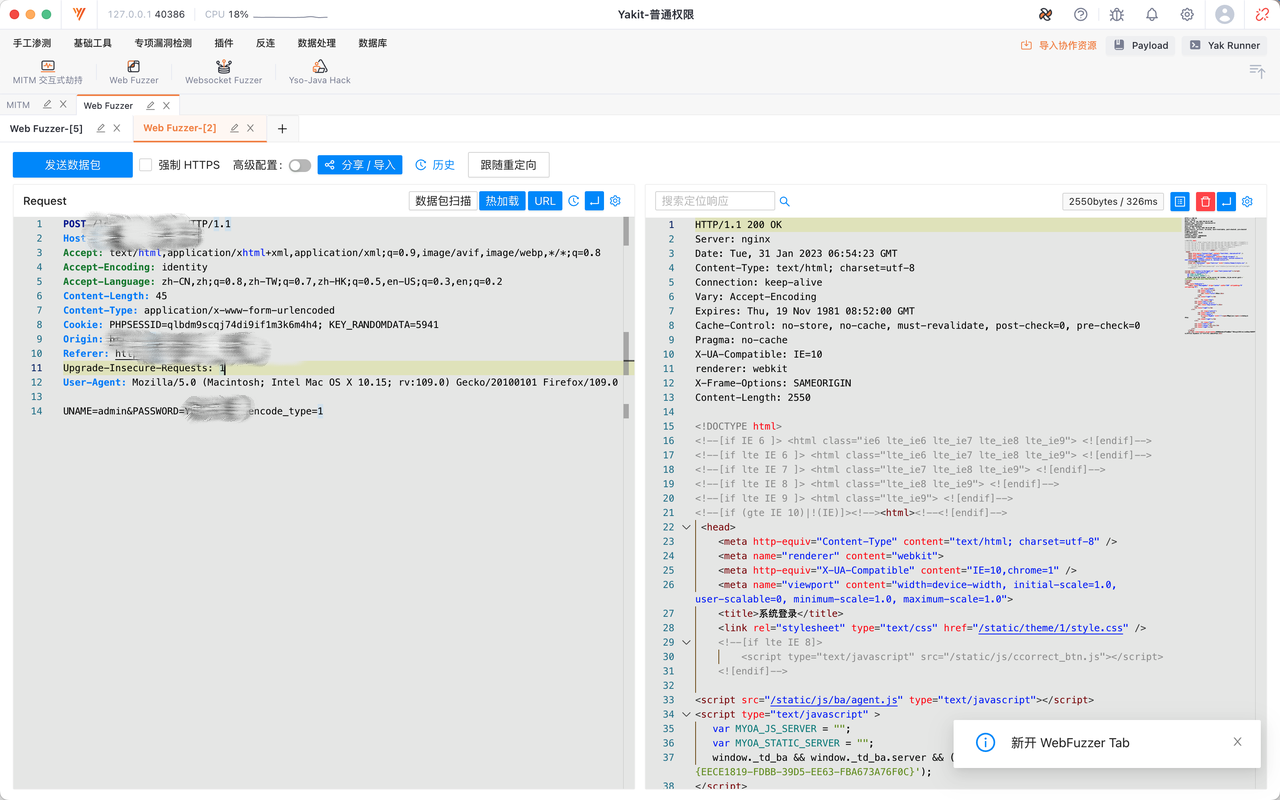 127.0.0.1 40386 CPU 18% Yakit-普通权限
手工渗测 基础工具 专项漏洞检测 插件 反连 数据处理 数据库 导入协作资源 Payload Yak Runner
MITM 交互式劫持 Web Fuzzer Websocket Fuzzer Yso-Java Hack
MITM Web Fuzzer
Web Fuzzer-[5] Web Fuzzer-[2]
发送数据包 强制 HTTPS 高级配置: 分享 / 导入 历史 跟随重定向
Request 数据包扫描 热加载 URL
1 POST HTTP/1.1
2 Host
3 Accept: text/html,application/xhtml+xml,application/xml;q=0.9,image/avif,image/webp,*/*;q=0.8
4 Accept-Encoding: identity
5 Accept-Language: zh-CN,zh;q=0.8,zh-TW;q=0.7,zh-HK;q=0.5,en-US;q=0.3,en;q=0.2
6 Content-Length: 45
7 Content-Type: application/x-www-form-urlencoded
8 Cookie: PHPSESSID=qlbdm9scqj74di9if1m3k6m4h4; KEY_RANDOMDATA=5941
9 Origin:
10 Referer:
11 Upgrade-Insecure-Requests: 1
12 User-Agent: Mozilla/5.0 (Macintosh; Intel Mac OS X 10.15; rv:109.0) Gecko/20100101 Firefox/109.0
13
14 UNAME=admin&PASSWORD= encode_type=1
搜索定位响应 2550bytes / 326ms
1 HTTP/1.1 200 OK
2 Server: nginx
3 Date: Tue, 31 Jan 2023 06:54:23 GMT
4 Content-Type: text/html; charset=utf-8
5 Connection: keep-alive
6 Vary: Accept-Encoding
7 Expires: Thu, 19 Nov 1981 08:52:00 GMT
8 Cache-Control: no-store, no-cache, must-revalidate, post-check=0, pre-check=0
9 Pragma: no-cache
10 X-UA-Compatible: IE=10
11 renderer: webkit
12 X-Frame-Options: SAMEORIGIN
13 Content-Length: 2550
14
15 <!DOCTYPE html>
16 <!--[if IE 6 ]> <html class="ie6 lte_ie6 lte_ie7 lte_ie8 lte_ie9"> <![endif]-->
17 <!--[if lte IE 6 ]> <html class="lte_ie6 lte_ie7 lte_ie8 lte_ie9"> <![endif]-->
18 <!--[if lte IE 7 ]> <html class="lte_ie7 lte_ie8 lte_ie9"> <![endif]-->
19 <!--[if lte IE 8 ]> <html class="lte_ie8 lte_ie9"> <![endif]-->
20 <!--[if lte IE 9 ]> <html class="lte_ie9"> <![endif]-->
21 <!--[if (gte IE 10)|!(IE)]><!--><html><!--<![endif]-->
22 <head>
23 <meta http-equiv="Content-Type" content="text/html; charset=utf-8" />
24 <meta name="renderer" content="webkit">
25 <meta http-equiv="X-UA-Compatible" content="IE=10,chrome=1" />
26 <meta name="viewport" content="width=device-width, initial-scale=1.0,
user-scalable=0, minimum-scale=1.0, maximum-scale=1.0">
27 <title>系统登录</title>
28 <link rel="stylesheet" type="text/css" href="/static/theme/1/style.css" />
29 <!--[if lte IE 8]>
30 <script type="text/javascript" src="/static/js/ccorrect_btn.js"></script>
31 <![endif]-->
32
33 <script src="/static/js/ba/agent.js" type="text/javascript"></script>
34 <script type="text/javascript" >
35 var MYOA_JS_SERVER = "";
36 var MYOA_STATIC_SERVER = "";
37 window._td_ba && window._td_ba.server && (
{EECE1819-FDBB-39D5-EE63-FBA673A76F0C}');
38 </script>
新开 WebFuzzer Tab